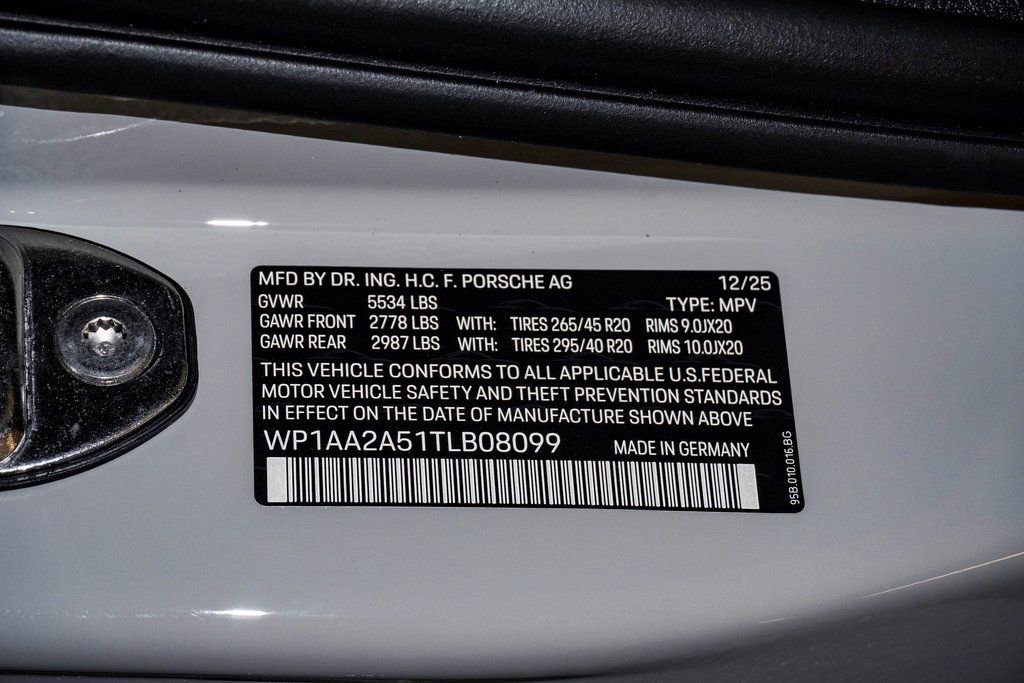 MFD BY DR. ING. H.C. F. PORSCHE AG 12/25
GVWR 5534 LBS TYPE: MPV
GAWR FRONT 2778 LBS WITH: TIRES 265/45 R20 RIMS 9.0JX20
GAWR REAR 2987 LBS WITH: TIRES 295/40 R20 RIMS 10.0JX20
THIS VEHICLE CONFORMS TO ALL APPLICABLE U.S.FEDERAL
MOTOR VEHICLE SAFETY AND THEFT PREVENTION STANDARDS
IN EFFECT ON THE DATE OF MANUFACTURE SHOWN ABOVE
WP1AA2A51TLB08099 MADE IN GERMANY
95B.010.016.BG